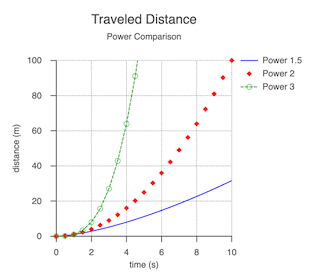 Traveled Distance
Power Comparison
100
80
60
40
20
0
0 2 4 6 8 10
distance (m)
time (s)
Power 1.5
Power 2
Power 3